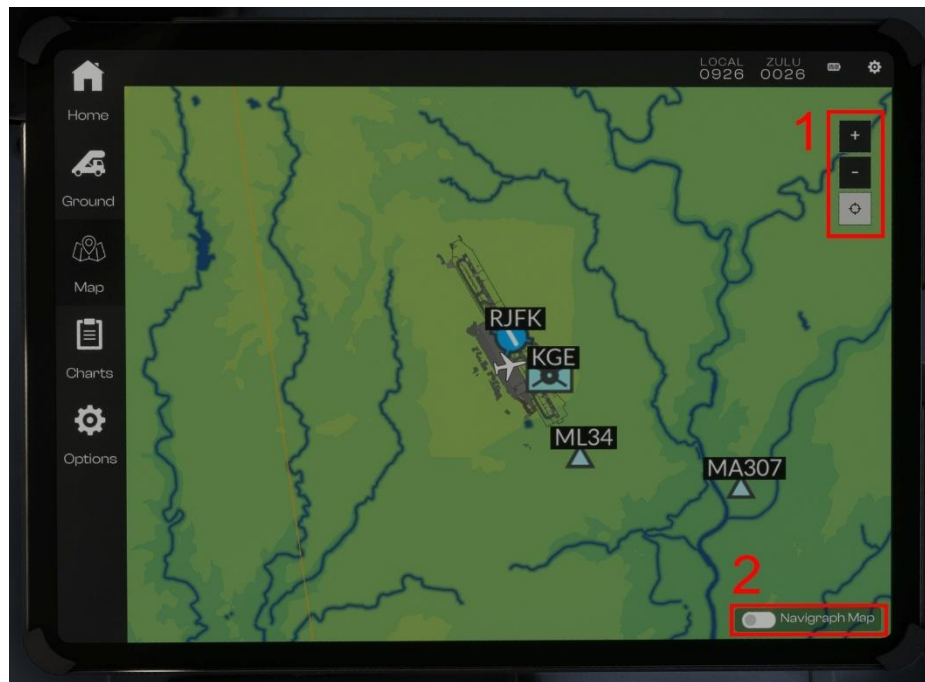 LOCAL ZULU
0926 0026
Home
Ground
Map
Charts
Options
1
+
-
RJFK
KGE
ML34
MA307
2
Navigraph Map